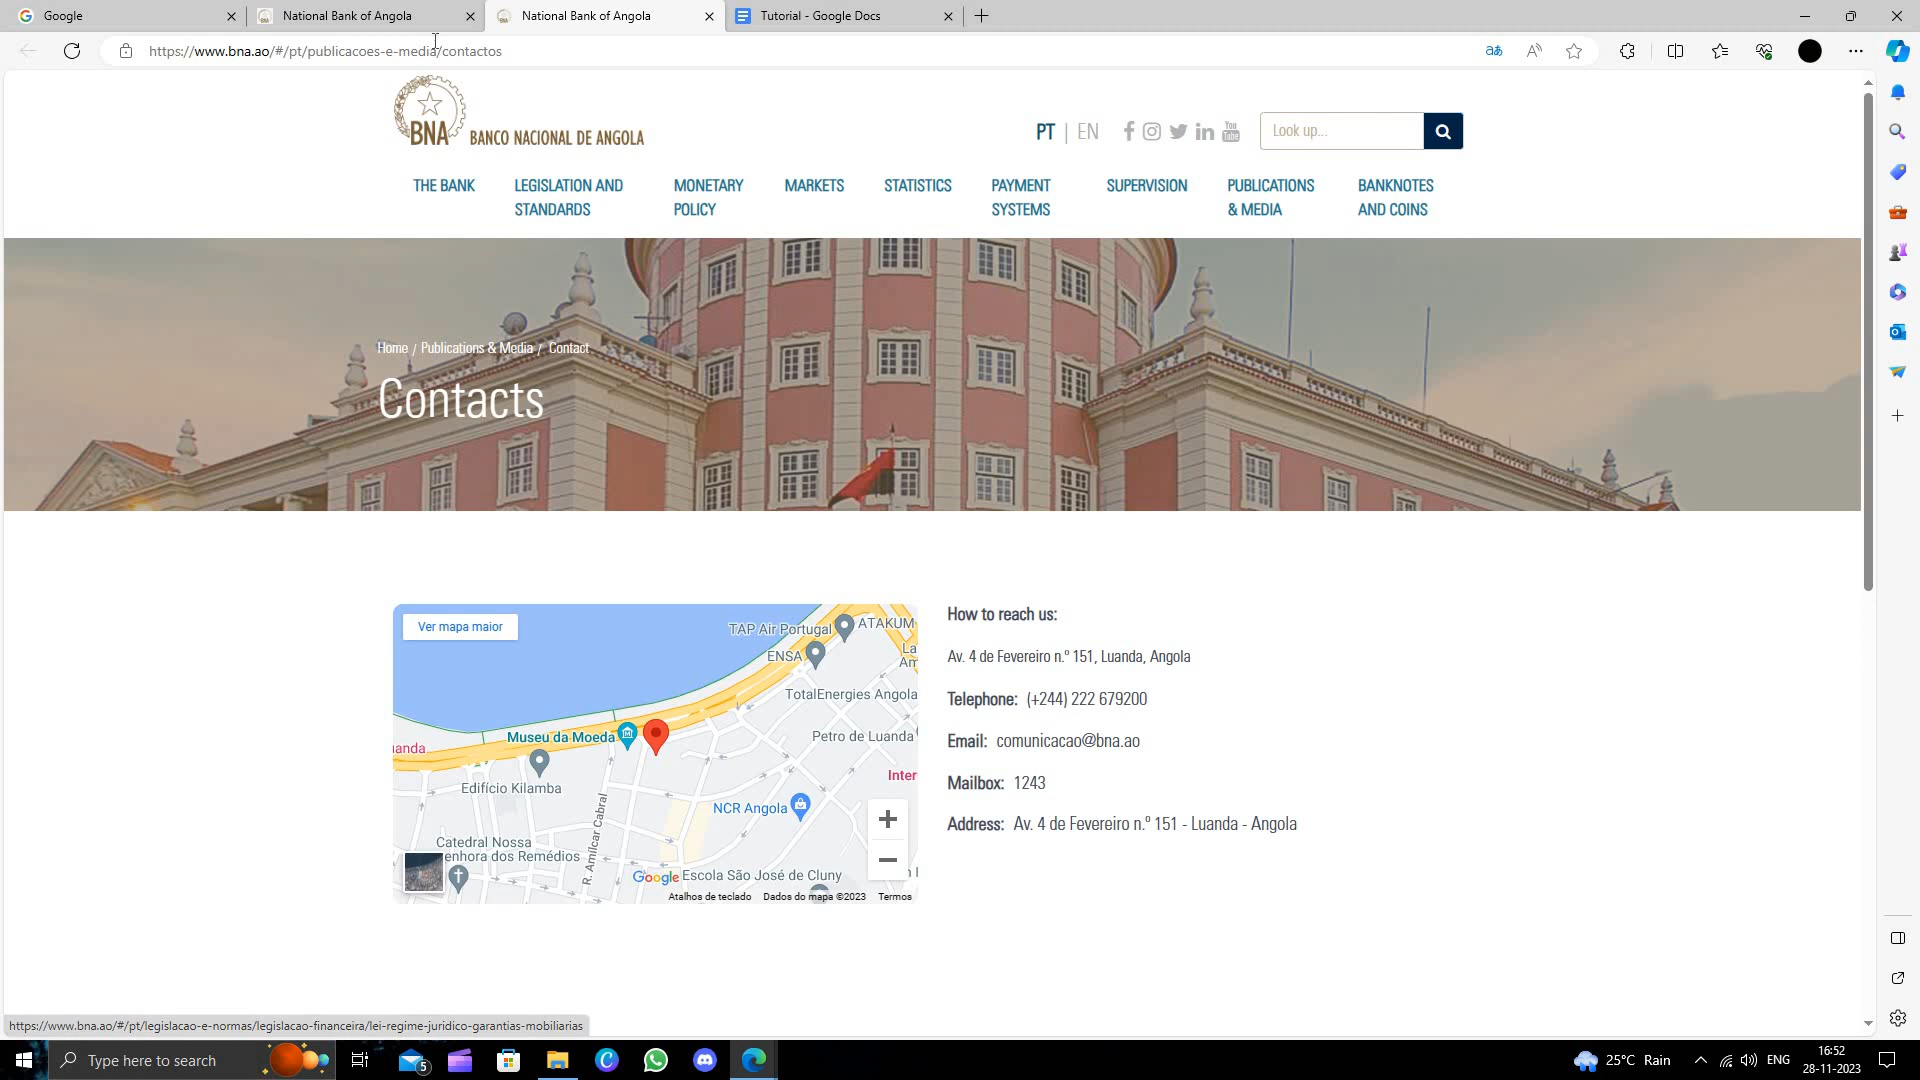 Google
National Bank of Angola
National Bank of Angola
Tutorial - Google Docs
https://www.bna.ao/#/pt/publicacoes-e-media/contactos
BNA BANCO NACIONAL DE ANGOLA
PT | EN
Look up...
THE BANK
LEGISLATION AND
STANDARDS
MONETARY
POLICY
MARKETS
STATISTICS
PAYMENT
SYSTEMS
SUPERVISION
PUBLICATIONS
& MEDIA
BANKNOTES
AND COINS
Home / Publications & Media / Contact
Contacts
Ver mapa maior
TAP Air Portugal
ATAKUM
ENSA
La
Am
TotalEnergies Angola
Museu da Moeda
Petro de Luanda
anda
Edifício Kilamba
Inter
NCR Angola
R. Amílcar Cabral
Catedral Nossa
enhora dos Remédios
Google
Escola São José de Cluny
Atalhos de teclado
Dados do mapa ©2023
Termos
How to reach us:
Av. 4 de Fevereiro n.º 151, Luanda, Angola
Telephone: (+244) 222 679200
Email: comunicacao@bna.ao
Mailbox: 1243
Address: Av. 4 de Fevereiro n.º 151 - Luanda - Angola
https://www.bna.ao/#/pt/legislacao-e-normas/legislacao-financeira/lei-regime-juridico-garantias-mobiliarias
Type here to search
5
25°C Rain
ENG
16:52
28-11-2023